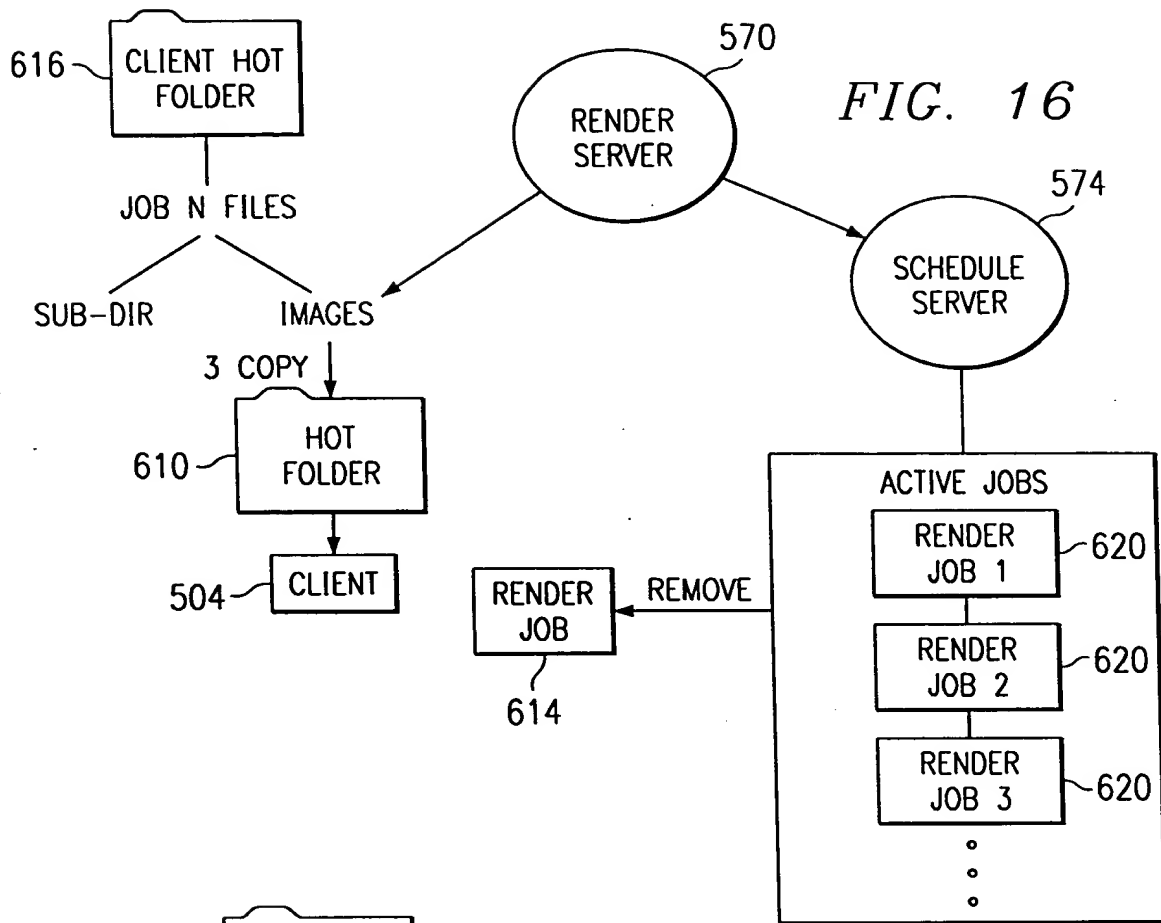 616
CLIENT HOT
FOLDER
570
RENDER
SERVER
FIG. 16
JOB N FILES
574
SCHEDULE
SERVER
SUB-DIR
IMAGES
3 COPY
HOT
FOLDER
610
504
CLIENT
ACTIVE JOBS
RENDER
JOB 1
620
RENDER
JOB
614
REMOVE
RENDER
JOB 2
620
RENDER
JOB 3
620